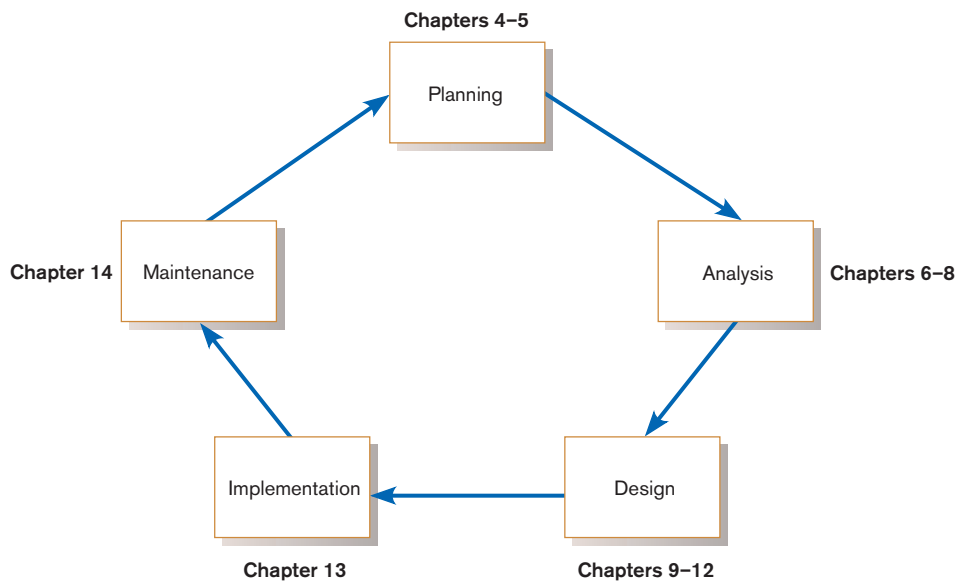 Chapters 4–5
Planning
Analysis
Chapters 6–8
Design
Chapters 9–12
Implementation
Chapter 13
Maintenance
Chapter 14